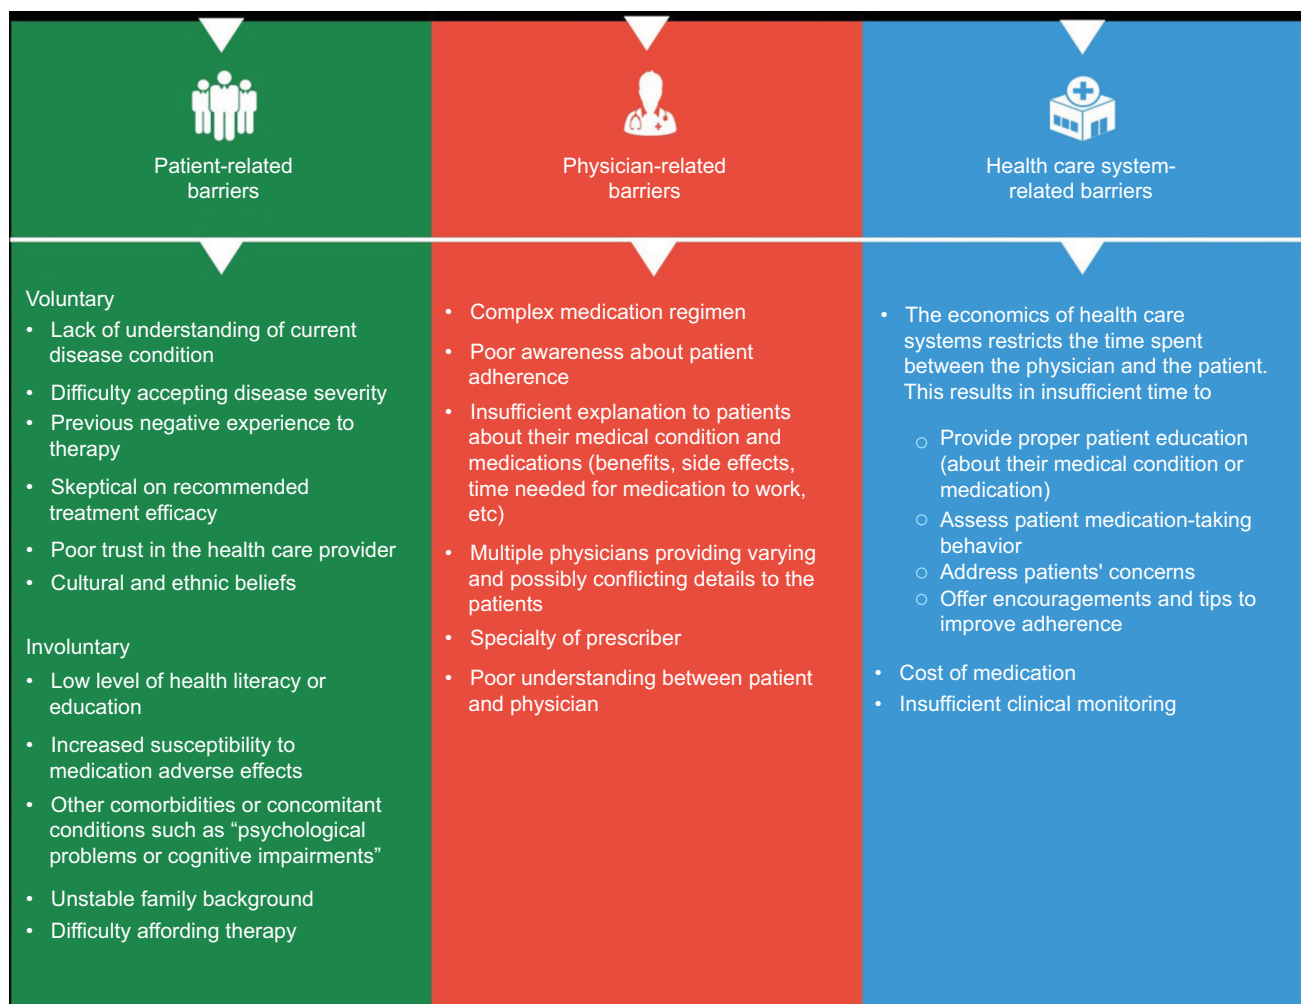 Patient-related
barriers
Physician-related
barriers
Health care system-
related barriers
Voluntary
• Lack of understanding of current
disease condition
• Difficulty accepting disease severity
• Previous negative experience to
therapy
• Skeptical on recommended
treatment efficacy
• Poor trust in the health care provider
• Cultural and ethnic beliefs
Involuntary
• Low level of health literacy or
education
• Increased susceptibility to
medication adverse effects
• Other comorbidities or concomitant
conditions such as “psychological
problems or cognitive impairments”
• Unstable family background
• Difficulty affording therapy
• Complex medication regimen
• Poor awareness about patient
adherence
• Insufficient explanation to patients
about their medical condition and
medications (benefits, side effects,
time needed for medication to work,
etc)
• Multiple physicians providing varying
and possibly conflicting details to the
patients
• Specialty of prescriber
• Poor understanding between patient
and physician
• The economics of health care
systems restricts the time spent
between the physician and the patient.
This results in insufficient time to
○ Provide proper patient education
(about their medical condition or
medication)
○ Assess patient medication-taking
behavior
○ Address patients' concerns
○ Offer encouragements and tips to
improve adherence
• Cost of medication
• Insufficient clinical monitoring